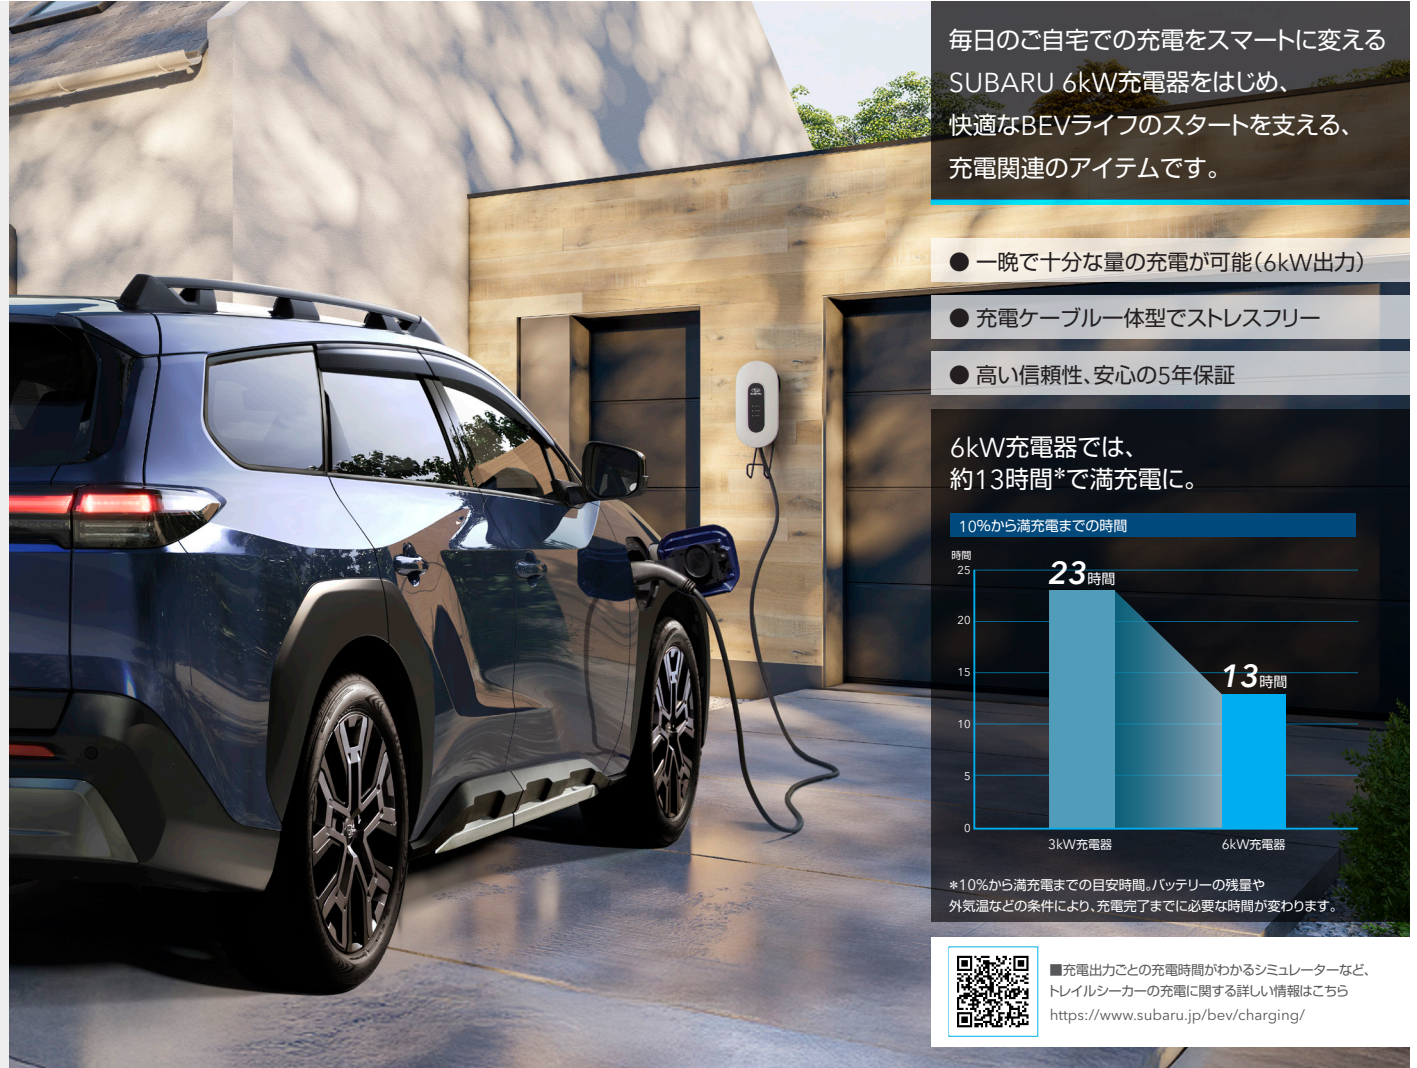 毎日のご自宅での充電をスマートに変える
SUBARU 6kW充電器をはじめ、
快適なBEVライフのスタートを支える、
充電関連のアイテムです。
● 一晩で十分な量の充電が可能(6kW出力)
● 充電ケーブル一体型でストレスフリー
● 高い信頼性、安心の5年保証
6kW充電器では、
約13時間*で満充電に。
10%から満充電までの時間
時間
25
20
15
10
5
0
23時間
13時間
3kW充電器
6kW充電器
*10%から満充電までの目安時間。バッテリーの残量や
外気温などの条件により、充電完了までに必要な時間が変わります。
■充電出力ごとの充電時間がわかるシミュレーターなど、
トレイルシーカーの充電に関する詳しい情報はこちら
https://www.subaru.jp/bev/charging/